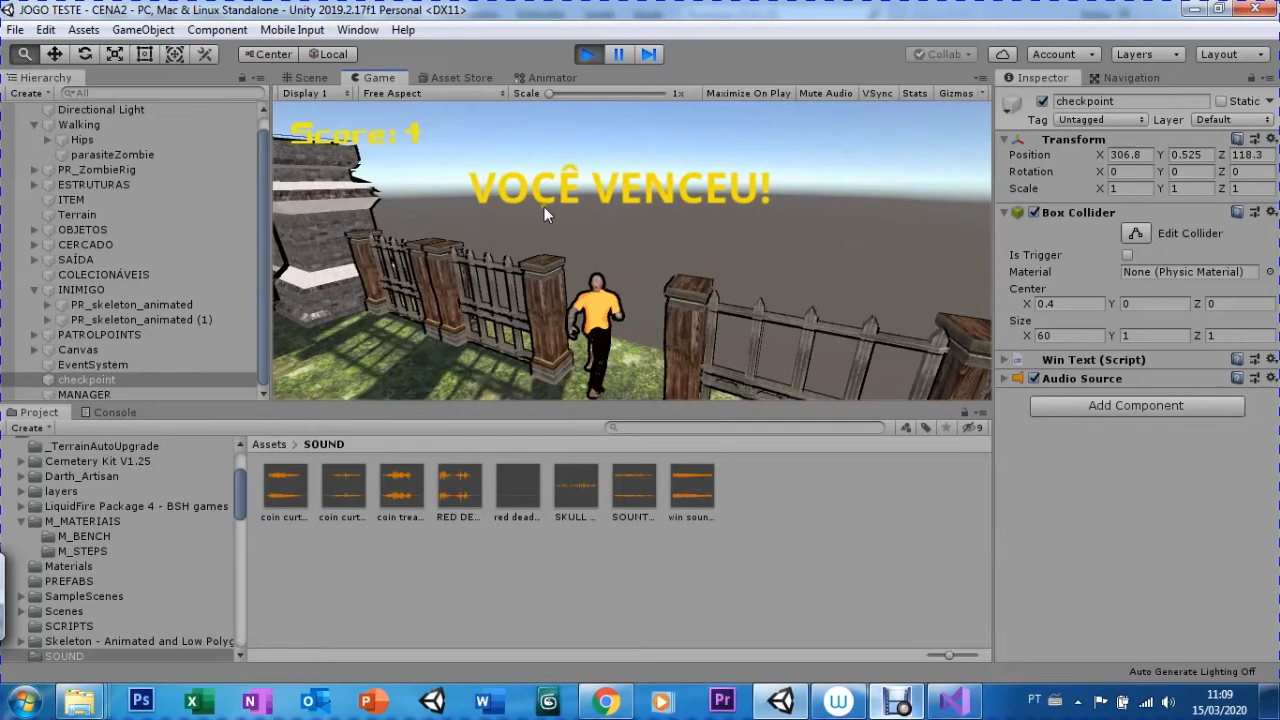 JOGO TESTE - CENA2 - PC, Mac & Linux Standalone - Unity 2019.2.17f1 Personal <DX11>
File Edit Assets GameObject Component Mobile Input Window Help
Center Local Collab Account Layers Layout
Hierarchy Scene Game Asset Store Animator Inspector Navigation
Create All Display 1 Free Aspect Scale 1x Maximize On Play Mute Audio VSync Stats Gizmos
checkpoint Static
Tag Untagged Layer Default
Directional Light
Walking
Hips
parasiteZombie
PR_ZombieRig
ESTRUTURAS
ITEM
Terrain
OBJETOS
CERCADO
SAÍDA
COLECIONÁVEIS
INIMIGO
PR_skeleton_animated
PR_skeleton_animated (1)
PATROLPOINTS
Canvas
EventSystem
checkpoint
MANAGER
Score: 4
VOCÊ VENCEU!
Transform
Position X 306.8 Y 0.525 Z 118.3
Rotation X 0 Y 0 Z 0
Scale X 1 Y 1 Z 1
Box Collider
Edit Collider
Is Trigger
Material None (Physic Material)
Center
X 0.4 Y 0 Z 0
Size
X 60 Y 1 Z 1
Win Text (Script)
Audio Source
Add Component
Project Console
Create 9
_TerrainAutoUpgrade
Cemetery Kit V1.25
Darth_Artisan
layers
LiquidFire Package 4 - BSH games
M_MATERIAIS
M_BENCH
M_STEPS
Materials
PREFABS
SampleScenes
Scenes
SCRIPTS
Skeleton - Animated and Low Polyg
SOUND
Assets > SOUND
coin curt... coin curt... coin trea... RED DE... red dead... SKULL ... SOUNT... win soun...
Auto Generate Lighting Off
Ps X N O P W G Pr W
PT
11:09
15/03/2020